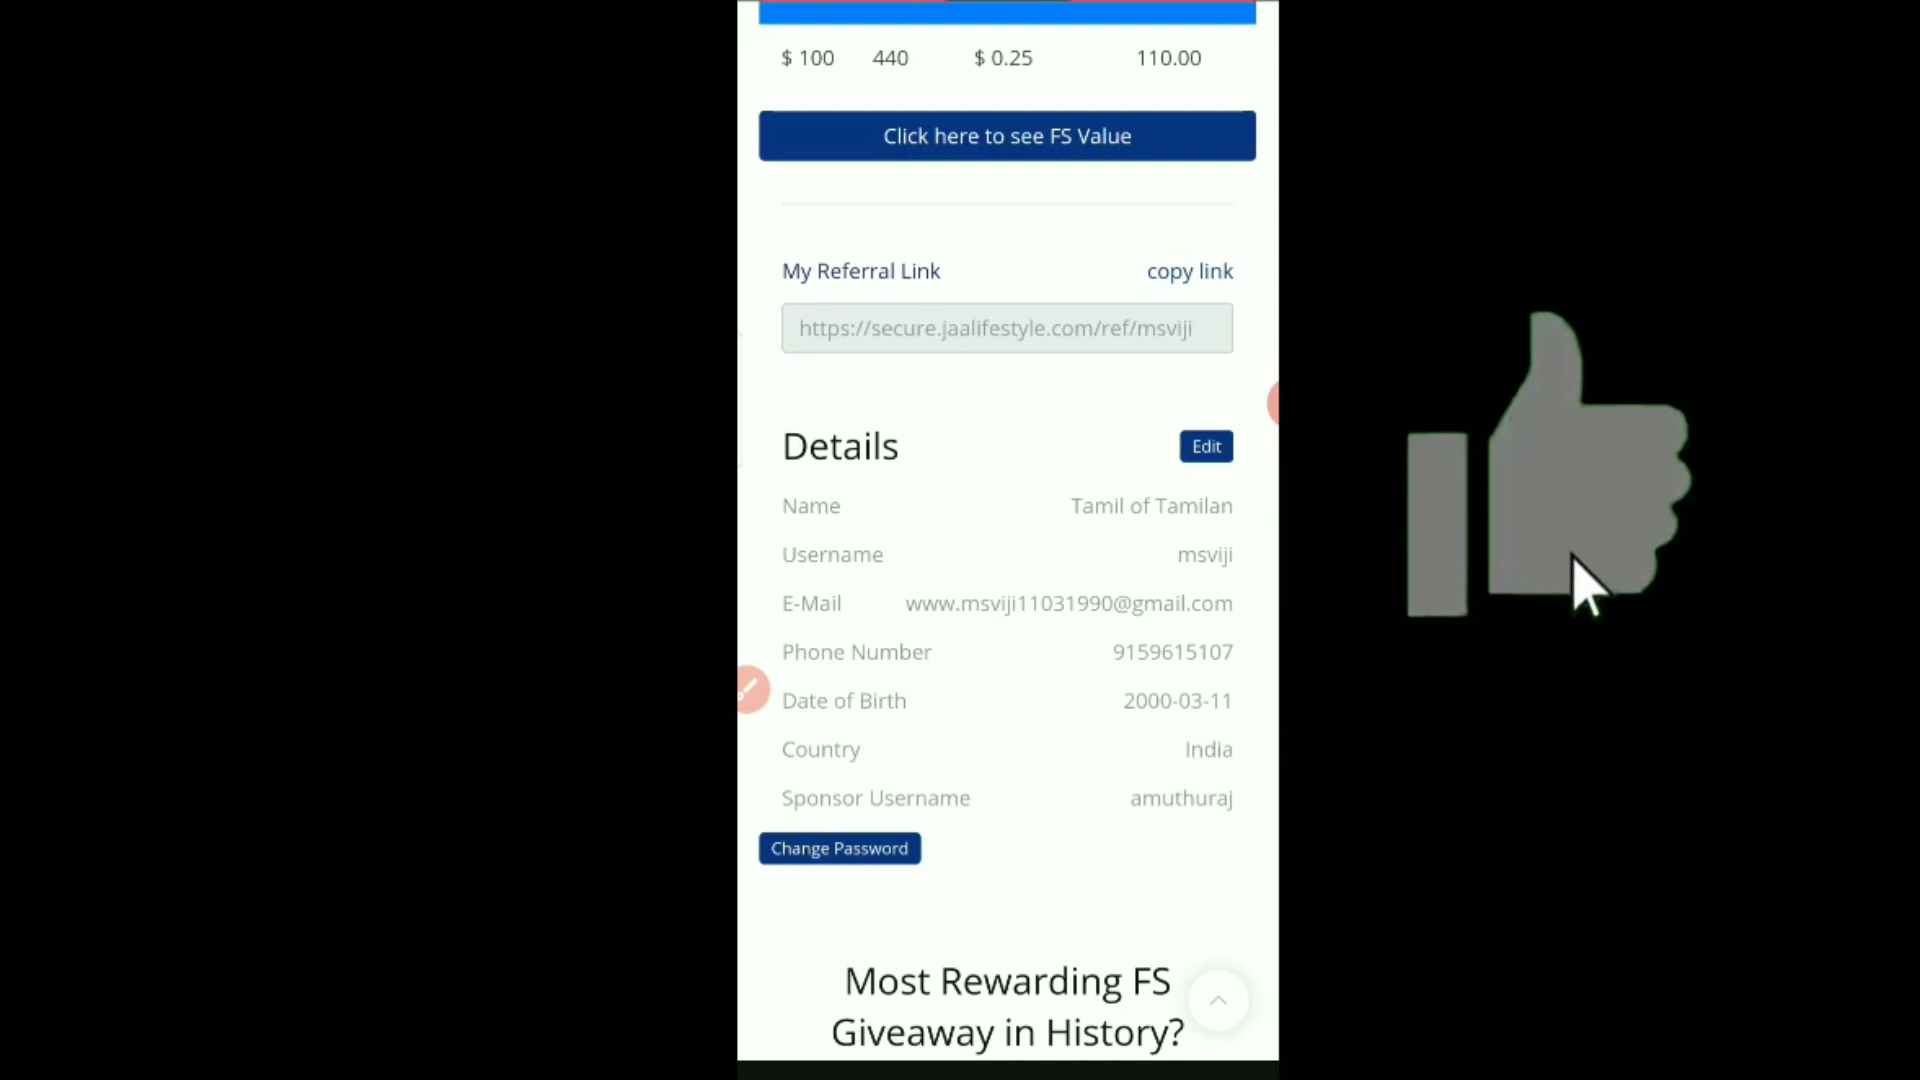 $ 100 440 $ 0.25 110.00
Click here to see FS Value
My Referral Link copy link
https://secure.jaalifestyle.com/ref/msviji
Details Edit
Name Tamil of Tamilan
Username msviji
E-Mail www.msviji11031990@gmail.com
Phone Number 9159615107
Date of Birth 2000-03-11
Country India
Sponsor Username amuthuraj
Change Password
Most Rewarding FS
Giveaway in History?